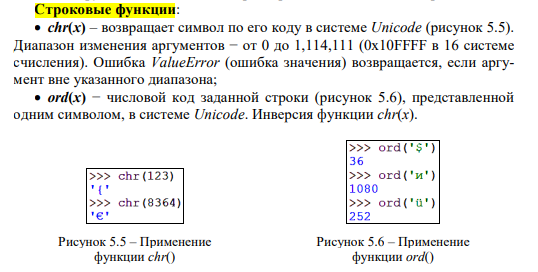 Строковые функции:
• chr(x) – возвращает символ по его коду в системе Unicode (рисунок 5.5).
Диапазон изменения аргументов − от 0 до 1,114,111 (0x10FFFF в 16 системе
счисления). Ошибка ValueError (ошибка значения) возвращается, если аргу-
мент вне указанного диапазона;
• ord(x) − числовой код заданной строки (рисунок 5.6), представленной
одним символом, в системе Unicode. Инверсия функции chr(x).
>>> chr(123)
'{'
>>> chr(8364)
'€'
Рисунок 5.5 – Применение
функции chr()
>>> ord('$')
36
>>> ord('и')
1080
>>> ord('ü')
252
Рисунок 5.6 – Применение
функции ord()